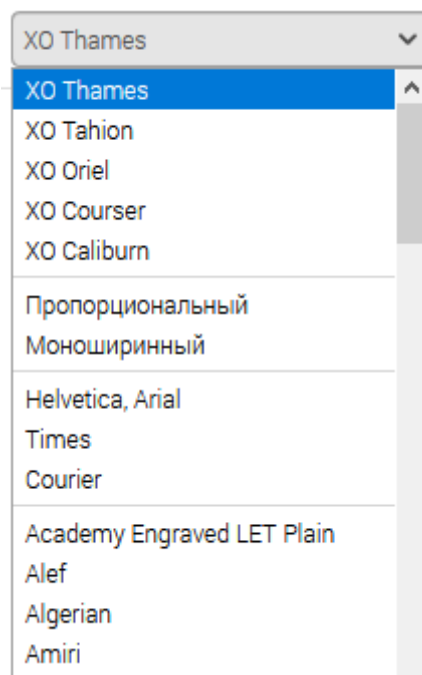 XO Thames
XO Thames
XO Tahion
XO Oriel
XO Courser
XO Caliburn
Пропорциональный
Моноширинный
Helvetica, Arial
Times
Courier
Academy Engraved LET Plain
Alef
Algerian
Amiri